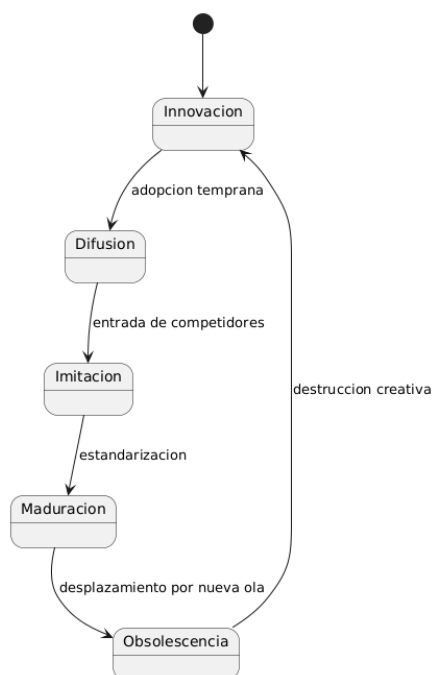 Innovacion
adopcion temprana
Difusion
entrada de competidores
Imitacion
destruccion creativa
estandarizacion
Maduracion
desplazamiento por nueva ola
Obsolescencia